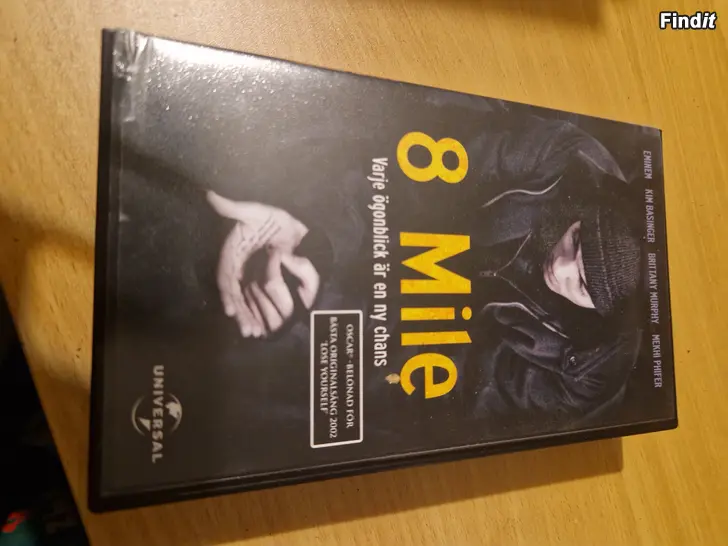 Findit
EMINEM KIM BASINGER BRITTANY MURPHY MEKHI PHIFER
8 Mile
Varje ögonblick är en ny chans
OSCAR®-BELÖNAD FÖR
BÄSTA ORIGINALSÅNG 2002
'LOSE YOURSELF'
UNIVERSAL